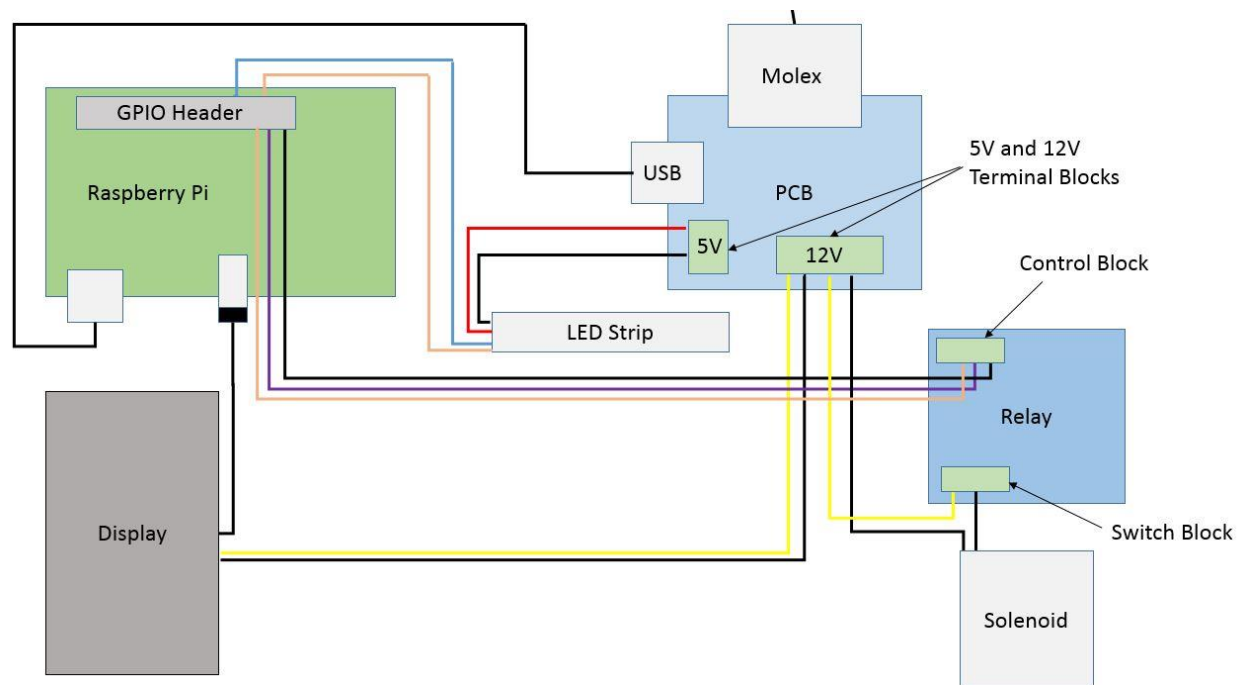 Molex
GPIO Header
USB
5V and 12V
Terminal Blocks
Raspberry Pi
PCB
5V
12V
Control Block
LED Strip
Relay
Display
Switch Block
Solenoid